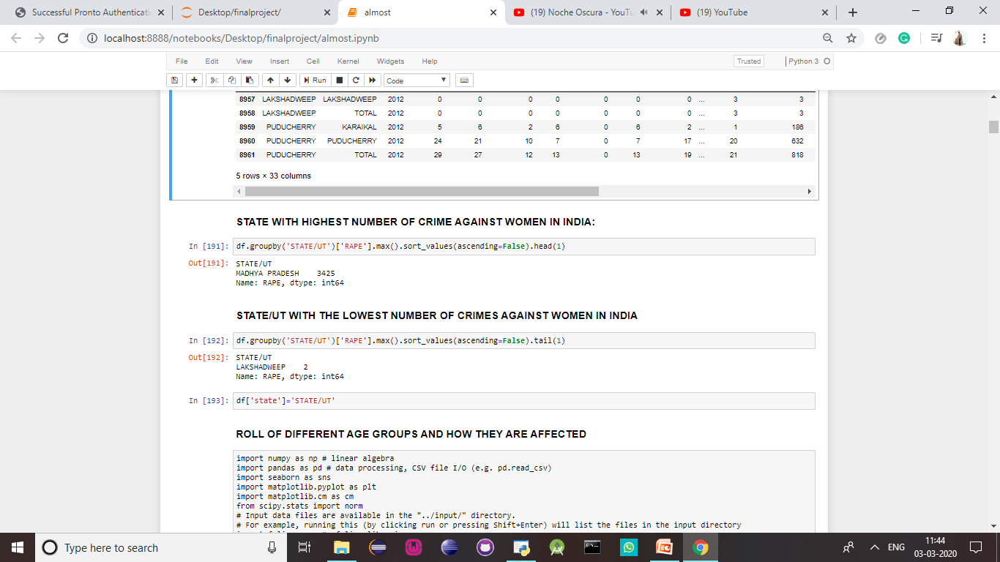 Successful Pronto Authenticati
Desktop/finalproject/
almost
(19) Noche Oscura - YouTu
(19) YouTube
localhost:8888/notebooks/Desktop/finalproject/almost.ipynb
File Edit View Insert Cell Kernel Widgets Help
Trusted
Python 3
Run
Code
8957 LAKSHADWEEP LAKSHADWEEP 2012 0 0 0 0 0 0 0 ... 3 3
8958 LAKSHADWEEP TOTAL 2012 0 0 0 0 0 0 0 ... 3 3
8959 PUDUCHERRY KARAIKAL 2012 5 6 2 6 0 6 2 ... 1 186
8960 PUDUCHERRY PUDUCHERRY 2012 24 21 10 7 0 7 17 ... 20 632
8961 PUDUCHERRY TOTAL 2012 29 27 12 13 0 13 19 ... 21 818
5 rows × 33 columns
STATE WITH HIGHEST NUMBER OF CRIME AGAINST WOMEN IN INDIA:
In [191]: df.groupby('STATE/UT')['RAPE'].max().sort_values(ascending=False).head(1)
Out[191]: STATE/UT
MADHYA PRADESH 3425
Name: RAPE, dtype: int64
STATE/UT WITH THE LOWEST NUMBER OF CRIMES AGAINST WOMEN IN INDIA
In [192]: df.groupby('STATE/UT')['RAPE'].max().sort_values(ascending=False).tail(1)
Out[192]: STATE/UT
LAKSHADWEEP 2
Name: RAPE, dtype: int64
In [193]: df['state']='STATE/UT'
ROLL OF DIFFERENT AGE GROUPS AND HOW THEY ARE AFFECTED
import numpy as np # linear algebra
import pandas as pd # data processing, CSV file I/O (e.g. pd.read_csv)
import seaborn as sns
import matplotlib.pyplot as plt
import matplotlib.cm as cm
from scipy.stats import norm
# Input data files are available in the "../input/" directory.
# For example, running this (by clicking run or pressing Shift+Enter) will list the files in the input directory
Type here to search
ENG
11:44
03-03-2020